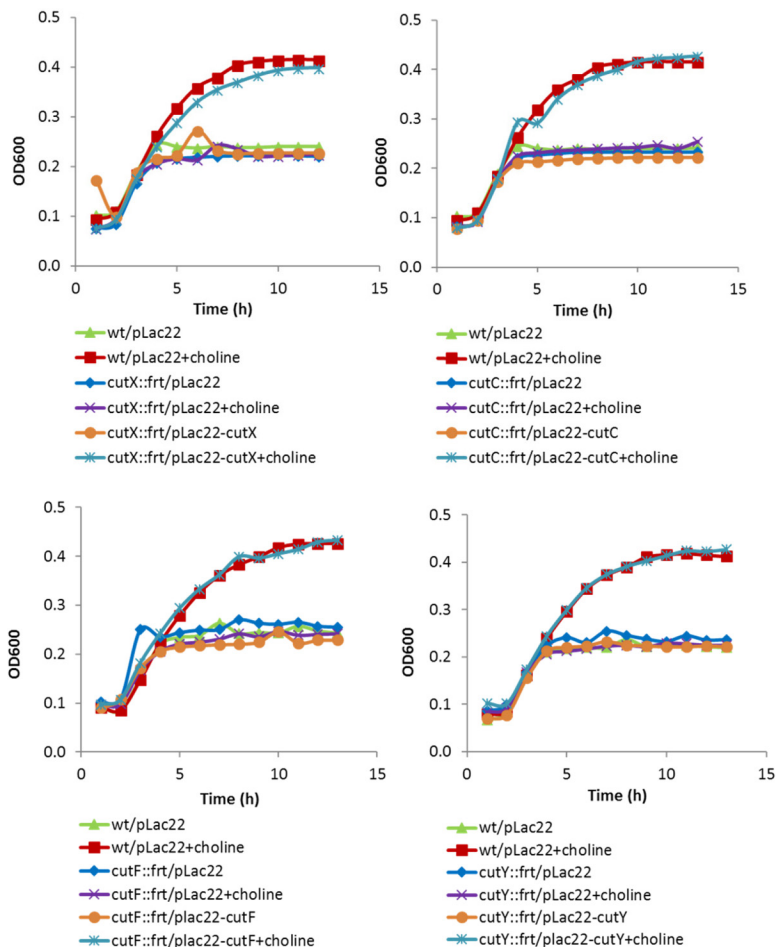 0.5
0.4
0.3
0.2
0.1
0.0
OD600
0
5
10
15
Time (h)
wt/pLac22
wt/pLac22+choline
cutX::frt/pLac22
cutX::frt/pLac22+choline
cutX::frt/pLac22-cutX
cutX::frt/pLac22-cutX+choline
0.5
0.4
0.3
0.2
0.1
0.0
OD600
0
5
10
15
Time (h)
wt/pLac22
wt/pLac22+choline
cutC::frt/pLac22
cutC::frt/pLac22+choline
cutC::frt/pLac22-cutC
cutC::frt/pLac22-cutC+choline
0.5
0.4
0.3
0.2
0.1
0.0
OD600
0
5
10
15
Time (h)
wt/pLac22
wt/pLac22+choline
cutF::frt/pLac22
cutF::frt/pLac22+choline
cutF::frt/plac22-cutF
cutF::frt/plac22-cutF+choline
0.5
0.4
0.3
0.2
0.1
0.0
OD600
0
5
10
15
Time (h)
wt/pLac22
wt/pLac22+choline
cutY::frt/pLac22
cutY::frt/pLac22+choline
cutY::frt/pLac22-cutY
cutY::frt/plac22-cutY+choline